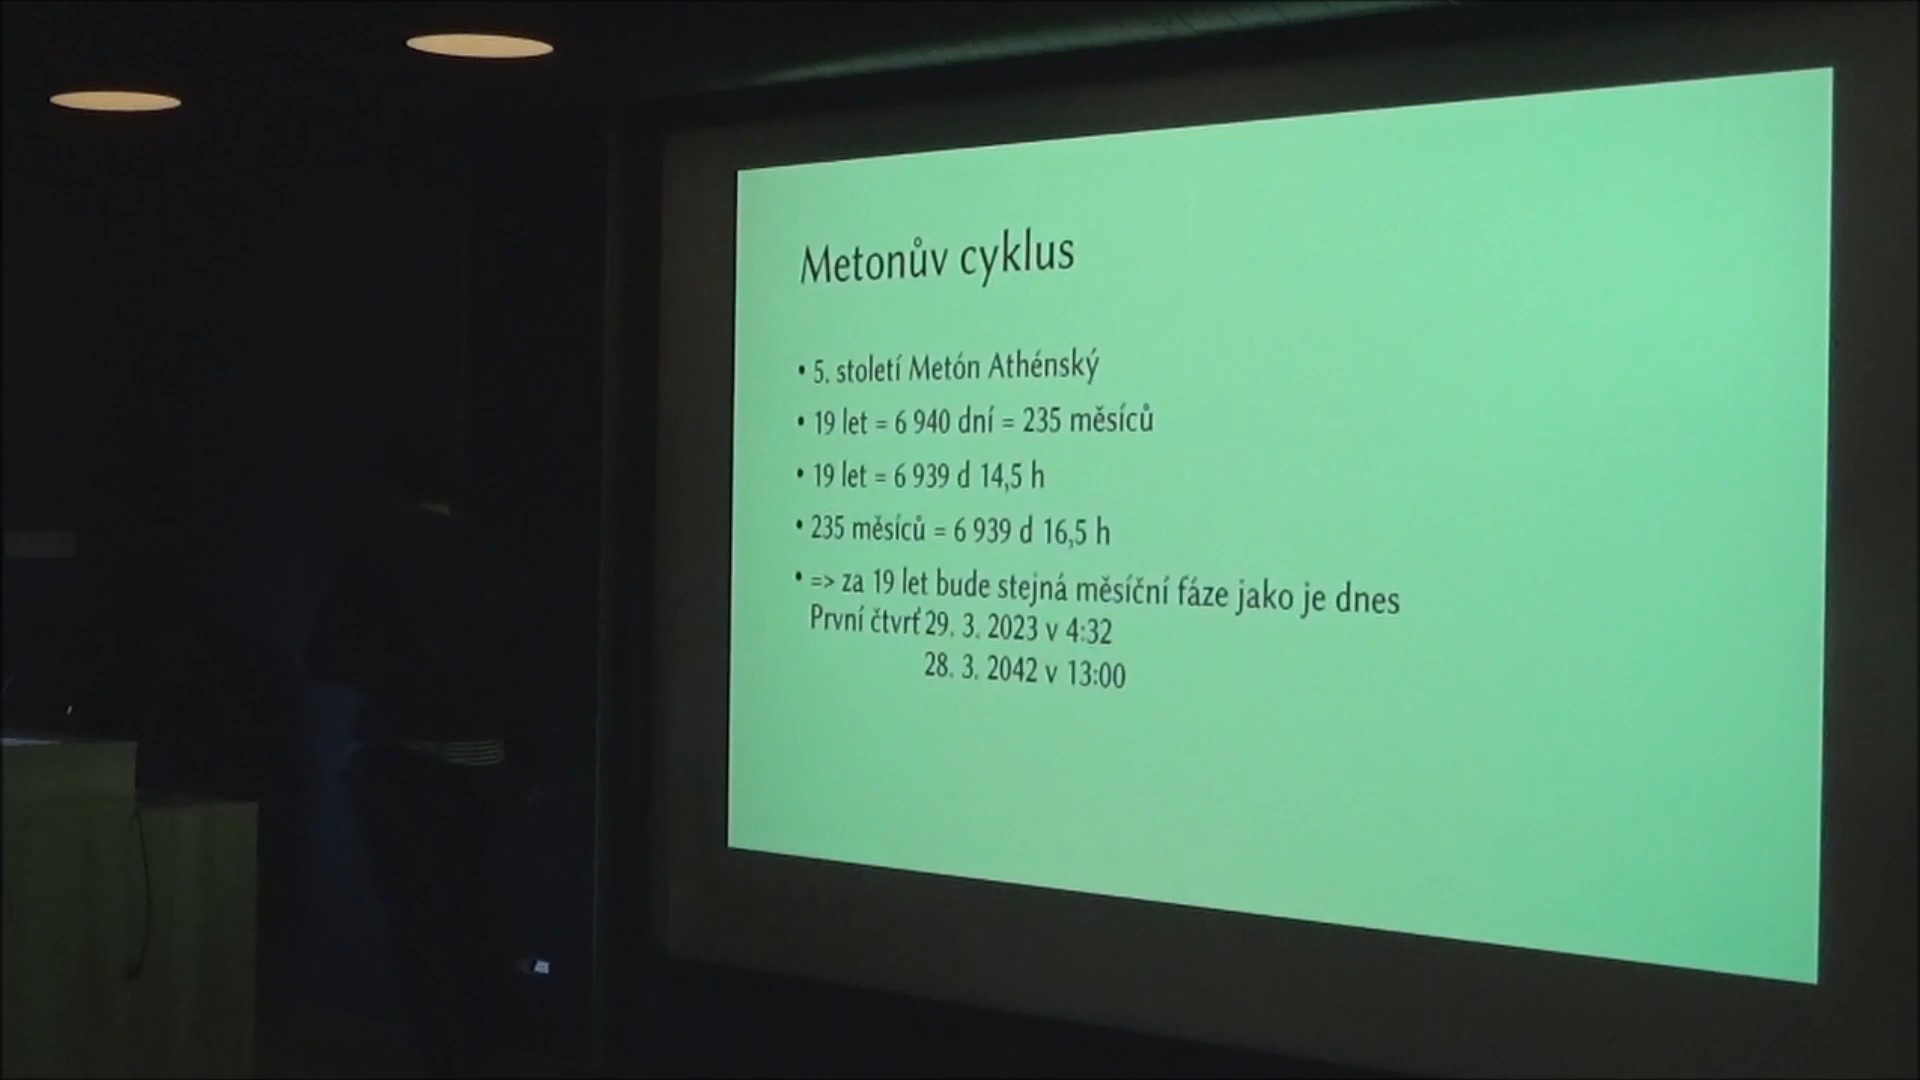 Metonův cyklus
• 5. století Metón Athénský
• 19 let = 6 940 dní = 235 měsíců
• 19 let = 6 939 d 14,5 h
• 235 měsíců = 6 939 d 16,5 h
• => za 19 let bude stejná měsíční fáze jako je dnes
První čtvrť 29. 3. 2023 v 4:32
28. 3. 2042 v 13:00